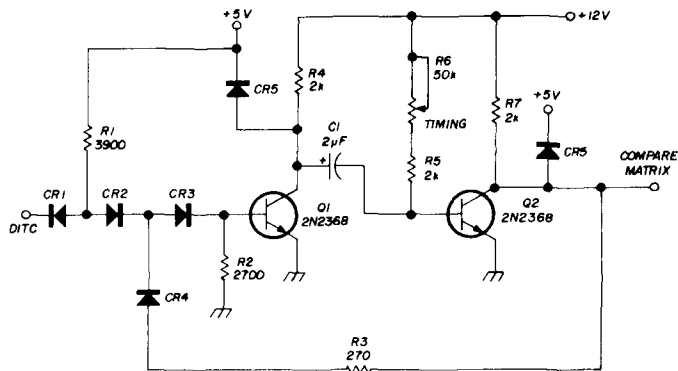 +5V
+12V
R4
2k
R6
50k
R7
2k
+5V
CR5
R1
3900
C1
2µF
+
TIMING
R5
2k
CR5
COMPARE
MATRIX
CR1
CR2
CR3
DITC
Q1
2N2368
Q2
2N2368
R2
2700
CR4
R3
270